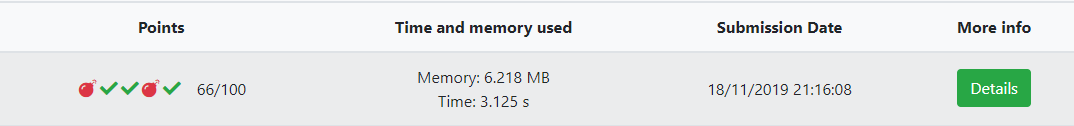 Points Time and memory used Submission Date More info
66/100 Memory: 6.218 MB 18/11/2019 21:16:08 Details
Time: 3.125 s